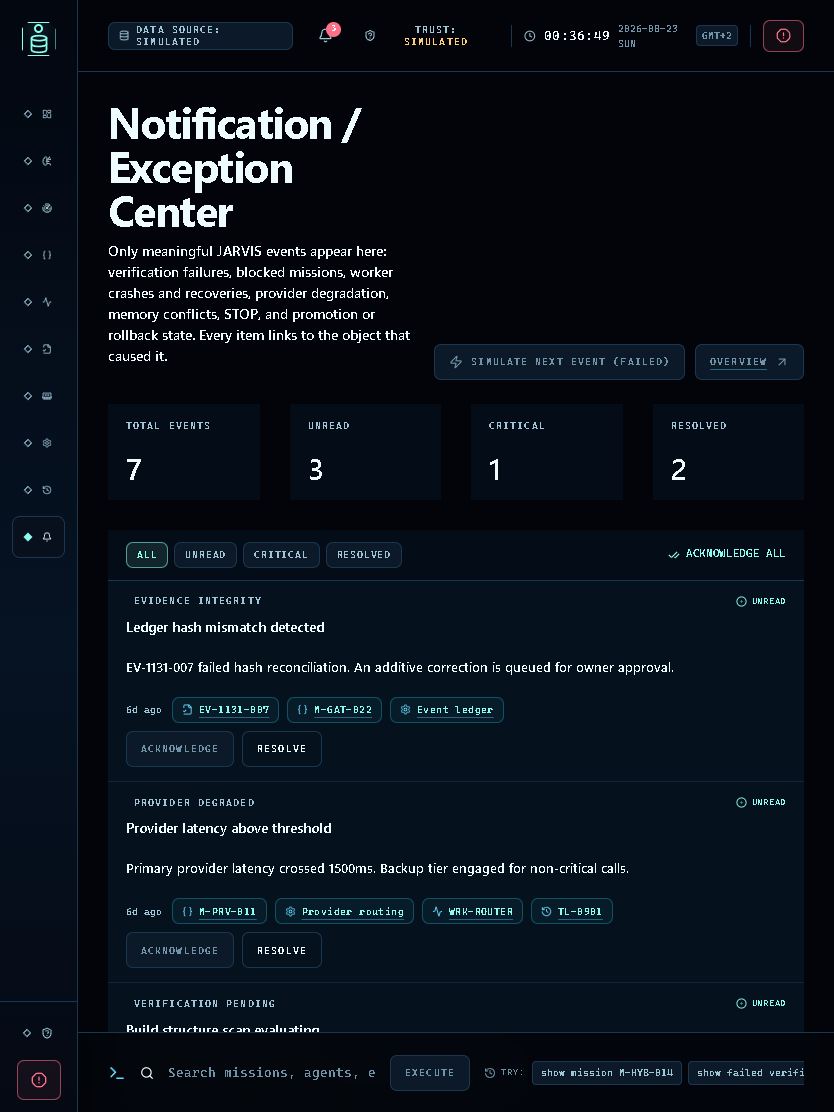 DATA SOURCE:
SIMULATED
3
TRUST:
SIMULATED
00:36:49
2026-08-23
SUN
GMT+2
Notification /
Exception
Center
Only meaningful JARVIS events appear here:
verification failures, blocked missions, worker
crashes and recoveries, provider degradation,
memory conflicts, STOP, and promotion or
rollback state. Every item links to the object that
caused it.
SIMULATE NEXT EVENT (FAILED)
OVERVIEW
TOTAL EVENTS
7
UNREAD
3
CRITICAL
1
RESOLVED
2
ALL
UNREAD
CRITICAL
RESOLVED
ACKNOWLEDGE ALL
EVIDENCE INTEGRITY
UNREAD
Ledger hash mismatch detected
EV-1131-007 failed hash reconciliation. An additive correction is queued for owner approval.
6d ago
EV-1131-007
M-GAT-022
Event ledger
ACKNOWLEDGE
RESOLVE
PROVIDER DEGRADED
UNREAD
Provider latency above threshold
Primary provider latency crossed 1500ms. Backup tier engaged for non-critical calls.
6d ago
M-PRV-011
Provider routing
WRK-ROUTER
TL-0901
ACKNOWLEDGE
RESOLVE
VERIFICATION PENDING
UNREAD
Build structure scan evaluating
Search missions, agents, e
EXECUTE
TRY:
show mission M-HYB-014
show failed verifi